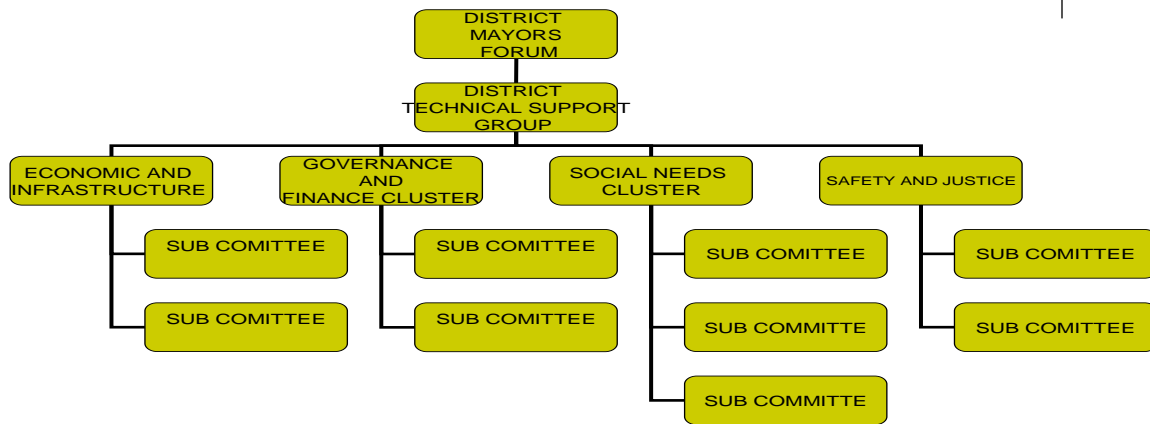 DISTRICT
MAYORS
FORUM
DISTRICT
TECHNICAL SUPPORT
GROUP
ECONOMIC AND
INFRASTRUCTURE
GOVERNANCE
AND
FINANCE CLUSTER
SOCIAL NEEDS
CLUSTER
SAFETY AND JUSTICE
SUB COMITTEE
SUB COMITTEE
SUB COMITTEE
SUB COMITTEE
SUB COMITTEE
SUB COMITTEE
SUB COMMITTE
SUB COMITTEE
SUB COMMITTE